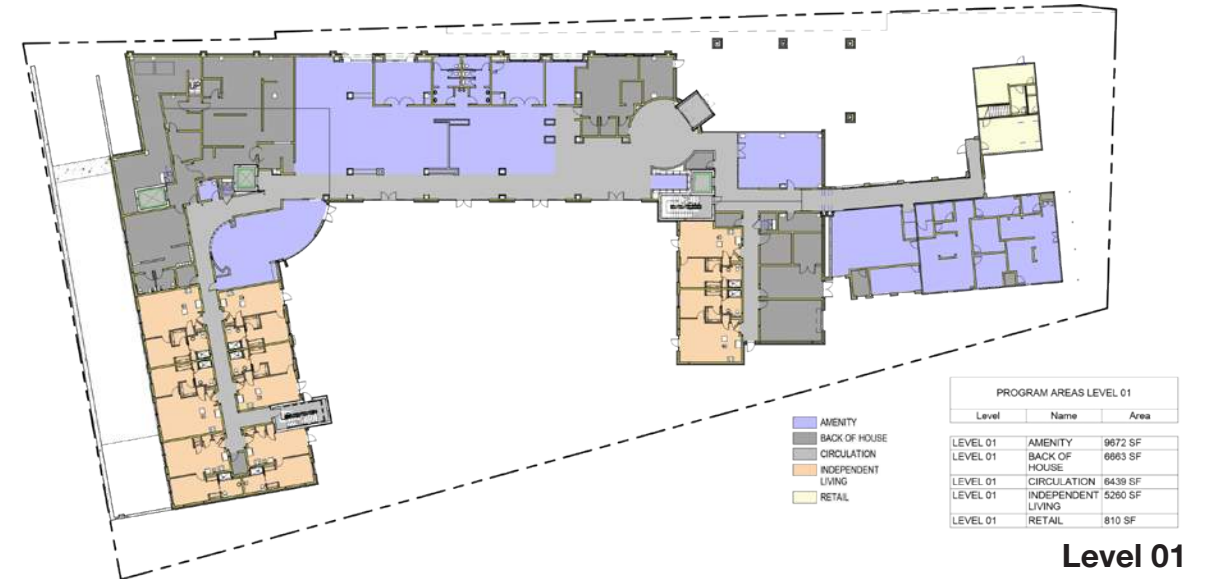 AMENITY
BACK OF HOUSE
CIRCULATION
INDEPENDENT
LIVING
RETAIL
PROGRAM AREAS LEVEL 01
Level Name Area
LEVEL 01 AMENITY 9672 SF
LEVEL 01 BACK OF 6663 SF
HOUSE
LEVEL 01 CIRCULATION 6439 SF
LEVEL 01 INDEPENDENT 5260 SF
LIVING
LEVEL 01 RETAIL 810 SF
Level 01